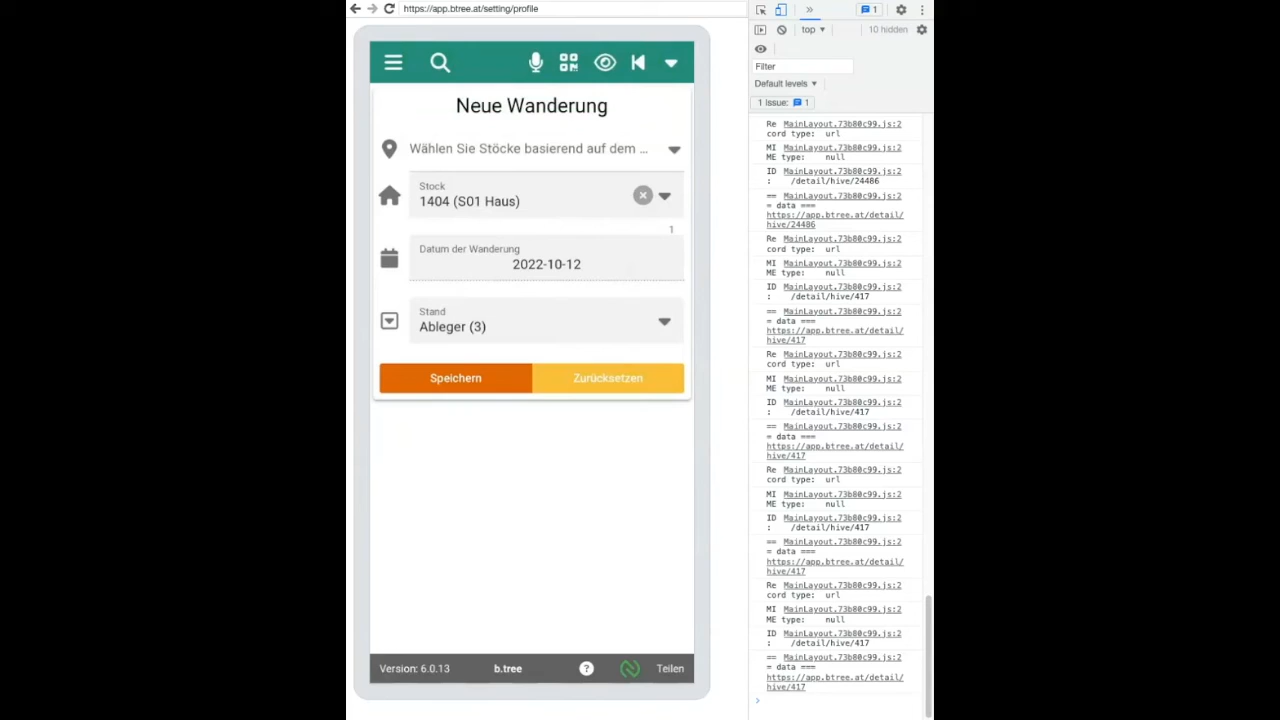 https://app.btree.at/setting/profile
Neue Wanderung
Wählen Sie Stöcke basierend auf dem ...
Stock
1404 (S01 Haus)
1
Datum der Wanderung
2022-10-12
Stand
Ableger (3)
Speichern Zurücksetzen
Version: 6.0.13 b.tree ? Teilen
» 1
top ▾ 10 hidden
Filter
Default levels ▾
1 Issue: 1
Re MainLayout.73b80c99.js:2
cord type: url
MI MainLayout.73b80c99.js:2
ME type: null
ID MainLayout.73b80c99.js:2
: /detail/hive/24486
== MainLayout.73b80c99.js:2
= data ===
https://app.btree.at/detail/
hive/24486
Re MainLayout.73b80c99.js:2
cord type: url
MI MainLayout.73b80c99.js:2
ME type: null
ID MainLayout.73b80c99.js:2
: /detail/hive/417
== MainLayout.73b80c99.js:2
= data ===
https://app.btree.at/detail/
hive/417
Re MainLayout.73b80c99.js:2
cord type: url
MI MainLayout.73b80c99.js:2
ME type: null
ID MainLayout.73b80c99.js:2
: /detail/hive/417
== MainLayout.73b80c99.js:2
= data ===
https://app.btree.at/detail/
hive/417
Re MainLayout.73b80c99.js:2
cord type: url
MI MainLayout.73b80c99.js:2
ME type: null
ID MainLayout.73b80c99.js:2
: /detail/hive/417
== MainLayout.73b80c99.js:2
= data ===
https://app.btree.at/detail/
hive/417
Re MainLayout.73b80c99.js:2
cord type: url
MI MainLayout.73b80c99.js:2
ME type: null
ID MainLayout.73b80c99.js:2
: /detail/hive/417
== MainLayout.73b80c99.js:2
= data ===
https://app.btree.at/detail/
hive/417